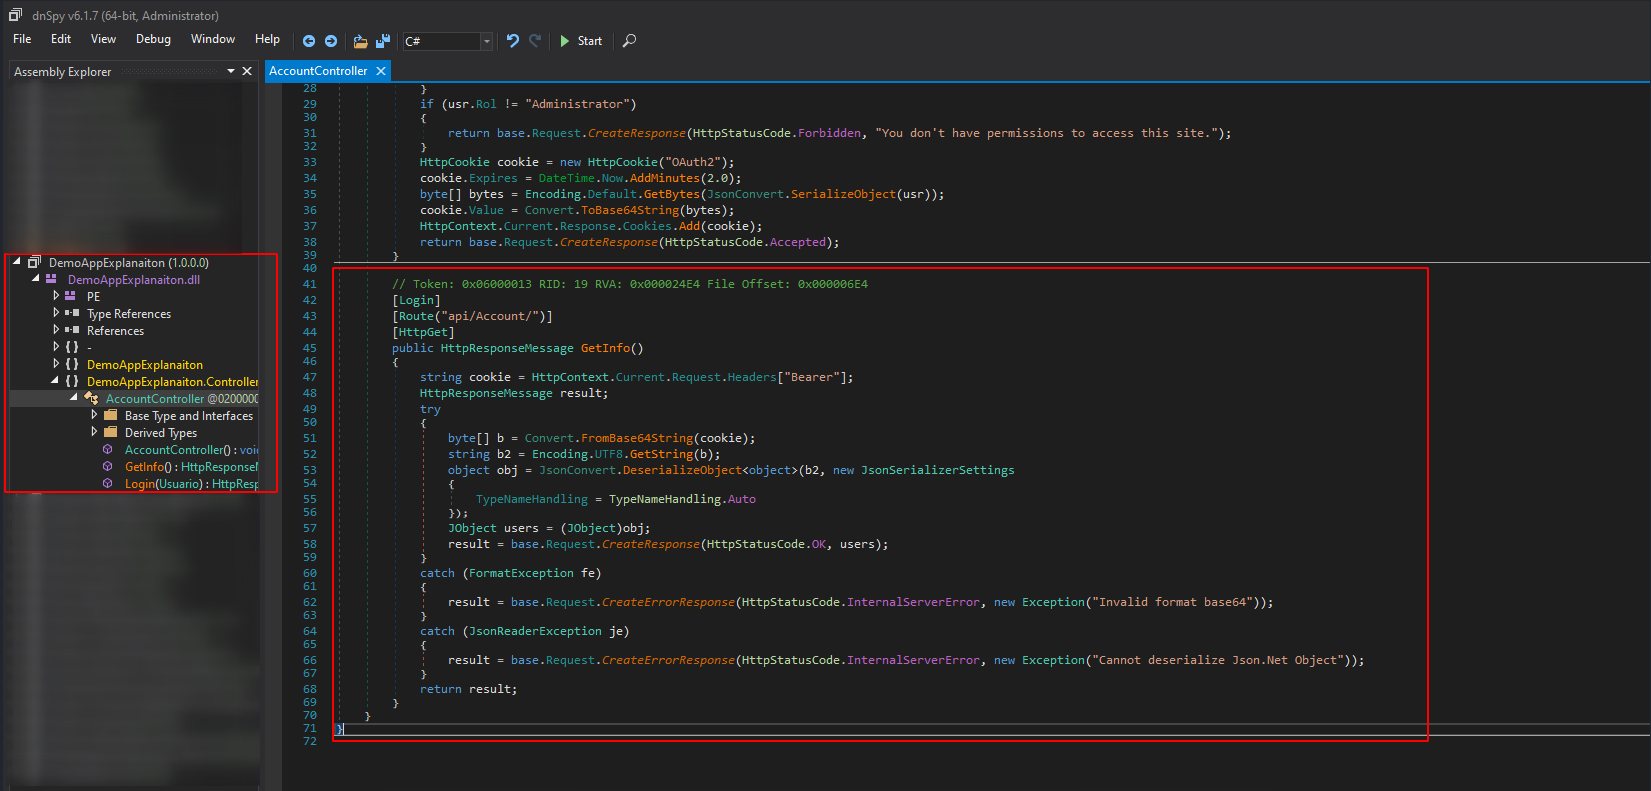 dnSpy v6.1.7 (64-bit, Administrator)
File Edit View Debug Window Help C# Start
Assembly Explorer
AccountController
DemoAppExplanaiton (1.0.0.0)
DemoAppExplanaiton.dll
PE
Type References
References
{ } -
{ } DemoAppExplanaiton
{ } DemoAppExplanaiton.Controller
AccountController @0200000
Base Type and Interfaces
Derived Types
AccountController() : void
GetInfo() : HttpResponseM
Login(Usuario) : HttpResp
28 }
29 if (usr.Rol != "Administrator")
30 {
31 return base.Request.CreateResponse(HttpStatusCode.Forbidden, "You don't have permissions to access this site.");
32 }
33 HttpCookie cookie = new HttpCookie("OAuth2");
34 cookie.Expires = DateTime.Now.AddMinutes(2.0);
35 byte[] bytes = Encoding.Default.GetBytes(JsonConvert.SerializeObject(usr));
36 cookie.Value = Convert.ToBase64String(bytes);
37 HttpContext.Current.Response.Cookies.Add(cookie);
38 return base.Request.CreateResponse(HttpStatusCode.Accepted);
39 }
40
41 // Token: 0x06000013 RID: 19 RVA: 0x000024E4 File Offset: 0x000006E4
42 [Login]
43 [Route("api/Account/")]
44 [HttpGet]
45 public HttpResponseMessage GetInfo()
46 {
47 string cookie = HttpContext.Current.Request.Headers["Bearer"];
48 HttpResponseMessage result;
49 try
50 {
51 byte[] b = Convert.FromBase64String(cookie);
52 string b2 = Encoding.UTF8.GetString(b);
53 object obj = JsonConvert.DeserializeObject<object>(b2, new JsonSerializerSettings
54 {
55 TypeNameHandling = TypeNameHandling.Auto
56 });
57 JObject users = (JObject)obj;
58 result = base.Request.CreateResponse(HttpStatusCode.OK, users);
59 }
60 catch (FormatException fe)
61 {
62 result = base.Request.CreateErrorResponse(HttpStatusCode.InternalServerError, new Exception("Invalid format base64"));
63 }
64 catch (JsonReaderException je)
65 {
66 result = base.Request.CreateErrorResponse(HttpStatusCode.InternalServerError, new Exception("Cannot deserialize Json.Net Object"));
67 }
68 return result;
69 }
70 }
71 }
72